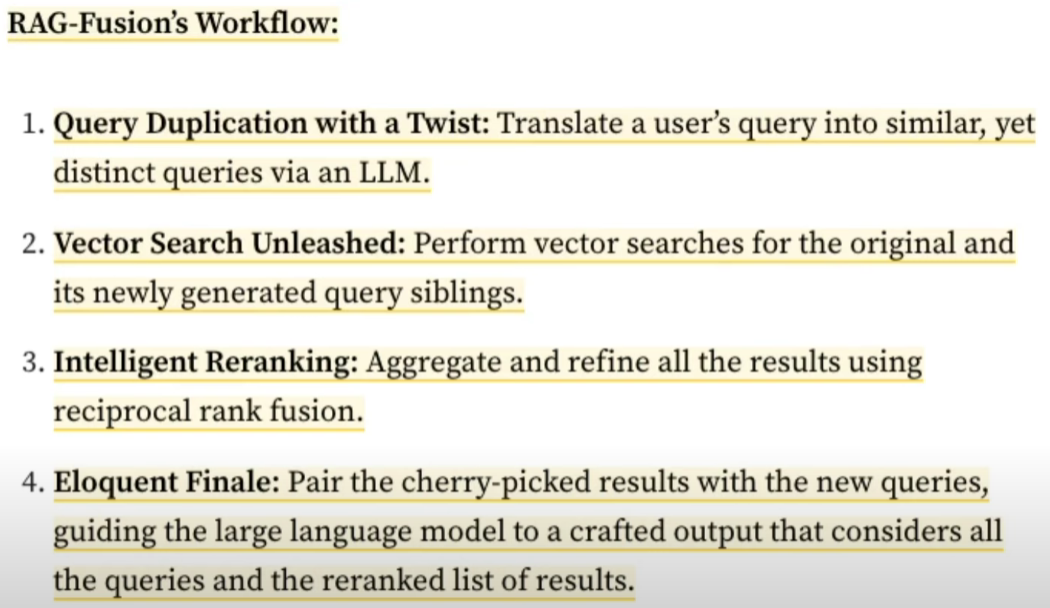 RAG-Fusion’s Workflow:
1. Query Duplication with a Twist: Translate a user’s query into similar, yet
distinct queries via an LLM.
2. Vector Search Unleashed: Perform vector searches for the original and
its newly generated query siblings.
3. Intelligent Reranking: Aggregate and refine all the results using
reciprocal rank fusion.
4. Eloquent Finale: Pair the cherry-picked results with the new queries,
guiding the large language model to a crafted output that considers all
the queries and the reranked list of results.